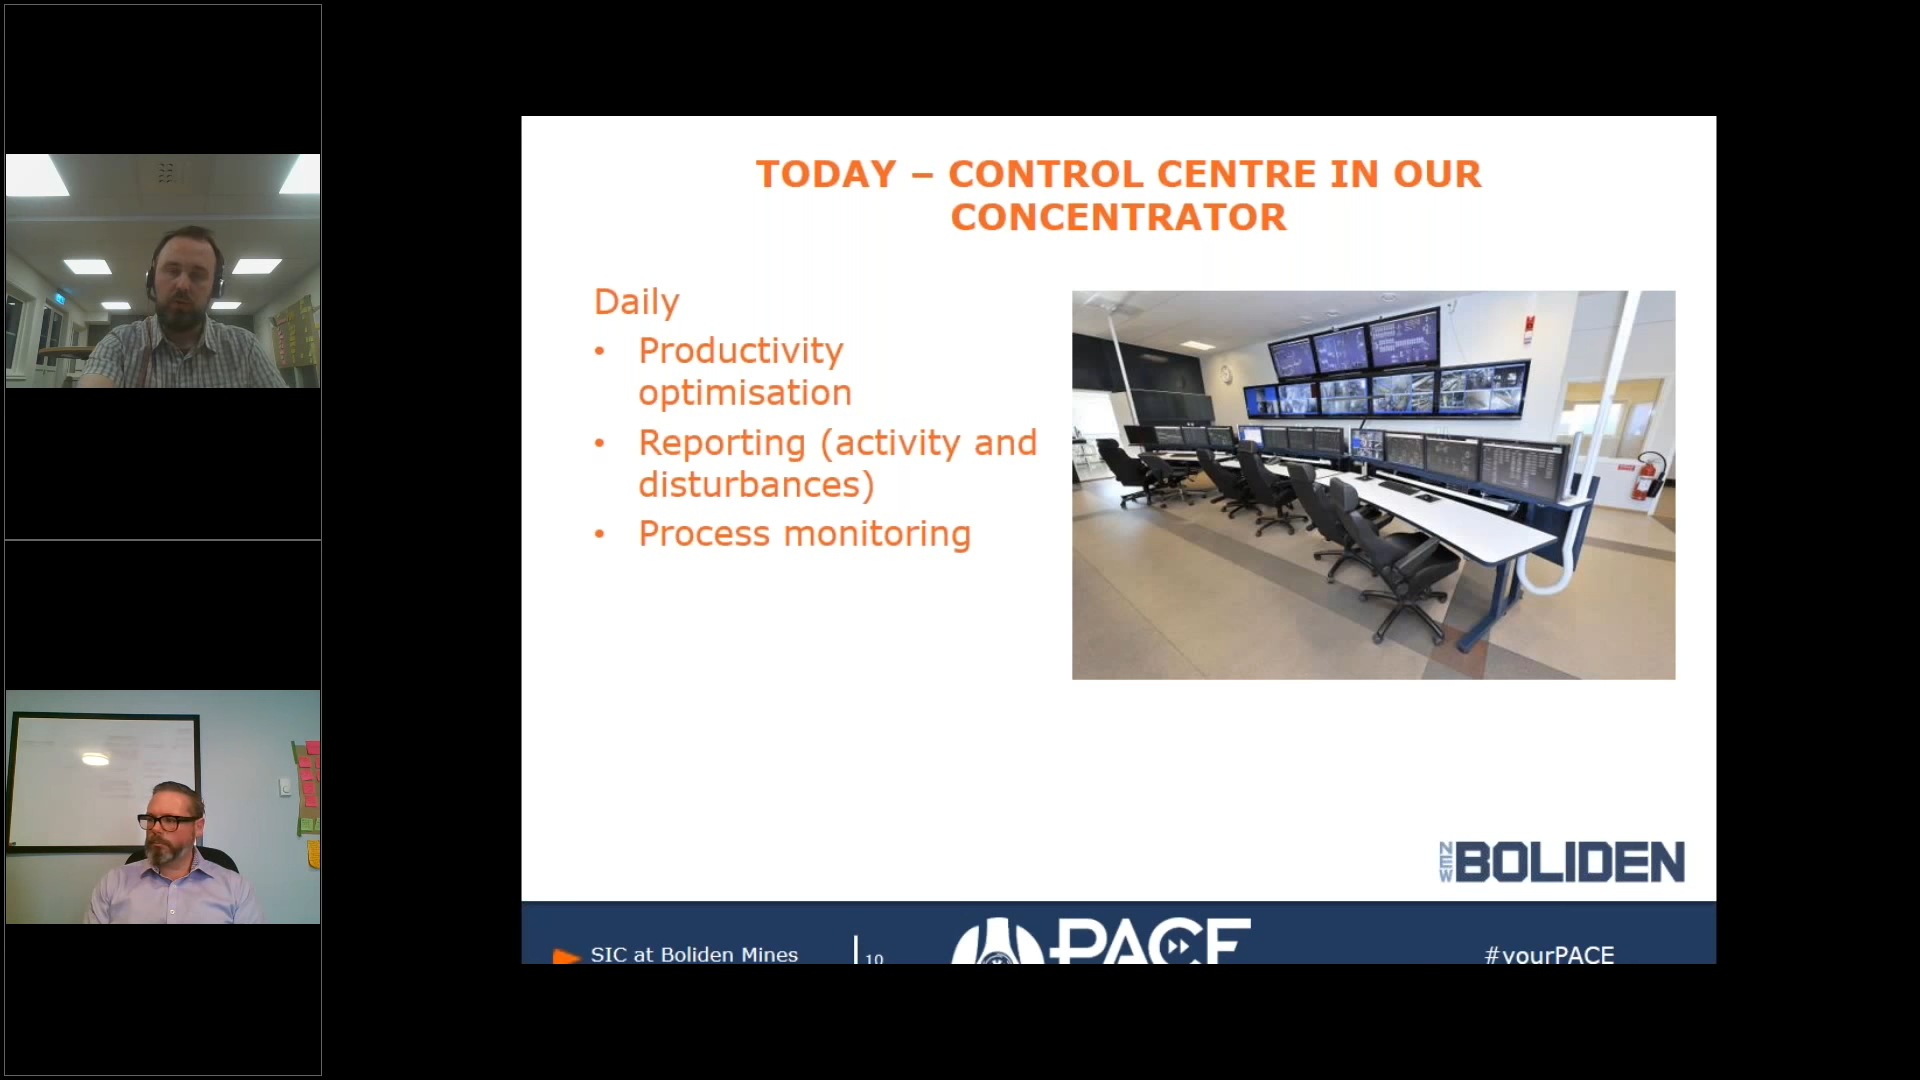 TODAY – CONTROL CENTRE IN OUR
CONCENTRATOR
Daily
• Productivity
optimisation
• Reporting (activity and
disturbances)
• Process monitoring
NEW BOLIDEN
SIC at Boliden Mines
10
PACE
#yourPACE